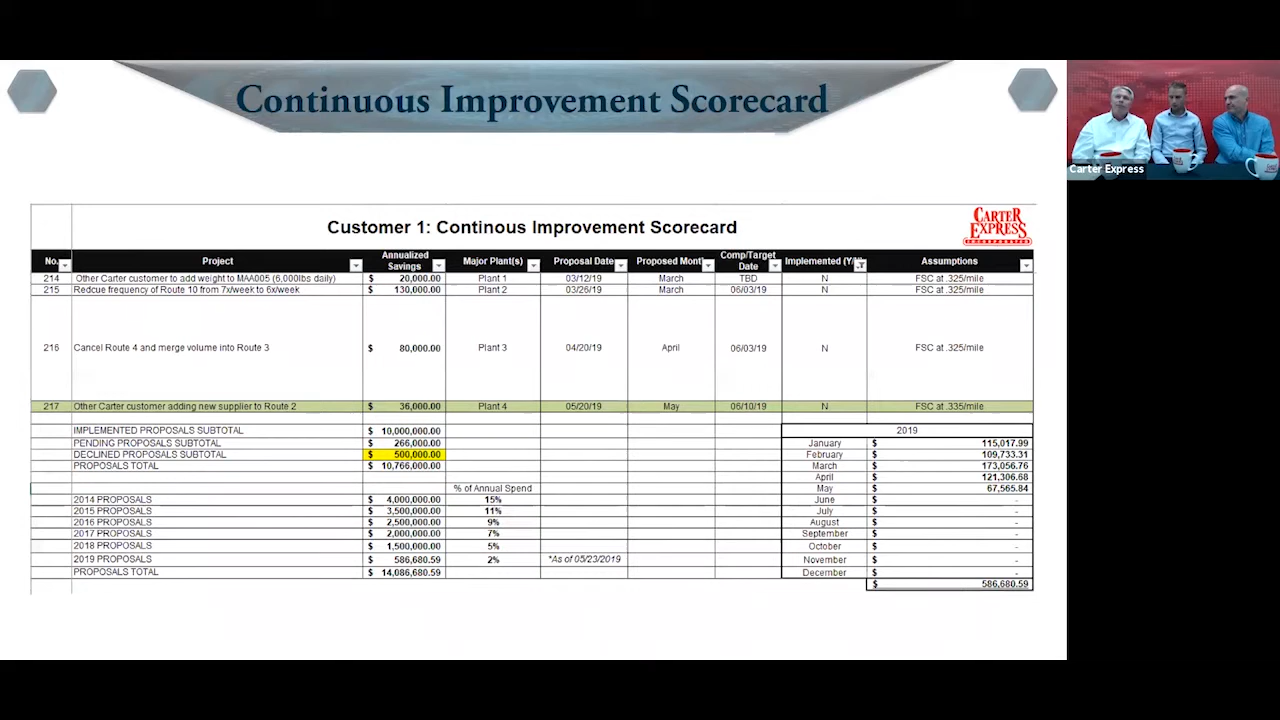 Continuous Improvement Scorecard
Carter Express
Customer 1: Continous Improvement Scorecard
CARTER
EXPRESS
INCORPORATED
No. Project Annualized Savings Major Plant(s) Proposal Date Proposed Month Comp/Target Date Implemented (Y/N) Assumptions
214 Other Carter customer to add weight to MAA005 (6,000lbs daily) $ 20,000.00 Plant 1 03/12/19 March TBD N FSC at .325/mile
215 Redcue frequency of Route 10 from 7x/week to 6x/week $ 130,000.00 Plant 2 03/26/19 March 06/03/19 N FSC at .325/mile
216 Cancel Route 4 and merge volume into Route 3 $ 80,000.00 Plant 3 04/20/19 April 06/03/19 N FSC at .325/mile
217 Other Carter customer adding new supplier to Route 2 $ 36,000.00 Plant 4 05/20/19 May 06/10/19 N FSC at .335/mile
IMPLEMENTED PROPOSALS SUBTOTAL $ 10,000,000.00 2019
PENDING PROPOSALS SUBTOTAL $ 266,000.00 January $ 115,017.99
DECLINED PROPOSALS SUBTOTAL $ 500,000.00 February $ 109,733.31
PROPOSALS TOTAL $ 10,766,000.00 March $ 173,056.76
April $ 121,306.68
% of Annual Spend May $ 67,565.84
2014 PROPOSALS $ 4,000,000.00 15% June $ -
2015 PROPOSALS $ 3,500,000.00 11% July $ -
2016 PROPOSALS $ 2,500,000.00 9% August $ -
2017 PROPOSALS $ 2,000,000.00 7% September $ -
2018 PROPOSALS $ 1,500,000.00 5% October $ -
2019 PROPOSALS $ 586,680.59 2% *As of 05/23/2019 November $ -
PROPOSALS TOTAL $ 14,086,680.59 December $ -
$ 586,680.59